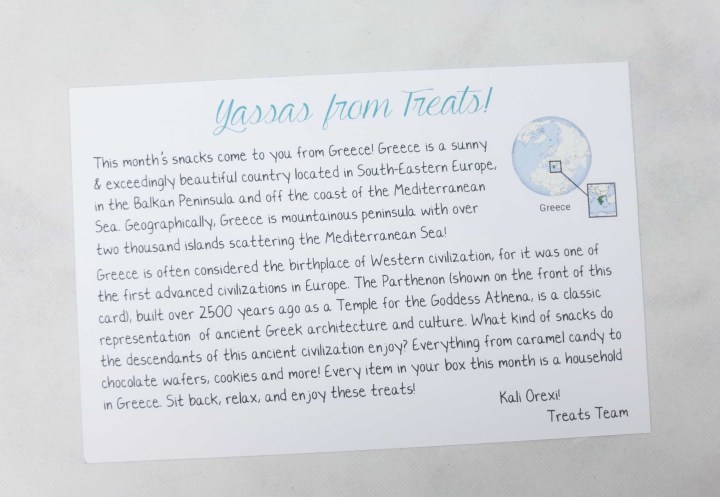 Yassas from Treats!
This month's snacks come to you from Greece! Greece is a sunny
& exceedingly beautiful country located in South-Eastern Europe,
in the Balkan Peninsula and off the coast of the Mediterranean
Sea. Geographically, Greece is mountainous peninsula with over
two thousand islands scattering the Mediterranean Sea!
Greece
Greece is often considered the birthplace of Western civilization, for it was one of
the first advanced civilizations in Europe. The Parthenon (shown on the front of this
card), built over 2500 years ago as a Temple for the Goddess Athena, is a classic
representation of ancient Greek architecture and culture. What kind of snacks do
the descendants of this ancient civilization enjoy? Everything from caramel candy to
chocolate wafers, cookies and more! Every item in your box this month is a household
in Greece. Sit back, relax, and enjoy these treats!
Kali Orexi!
Treats Team